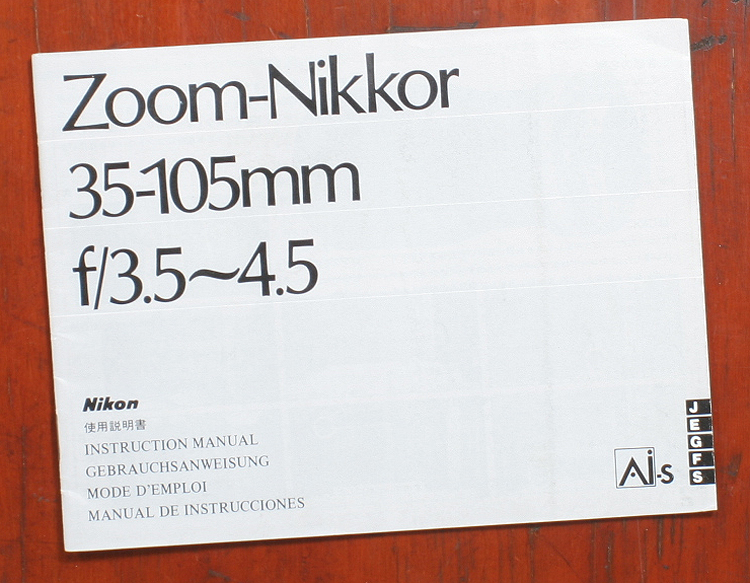 Zoom-Nikkor
35-105mm
f/3.5~4.5
Nikon
使用説明書
INSTRUCTION MANUAL
GEBRAUCHSANWEISUNG
MODE D'EMPLOI
MANUAL DE INSTRUCCIONES
Ai-s
J
E
G
F
S